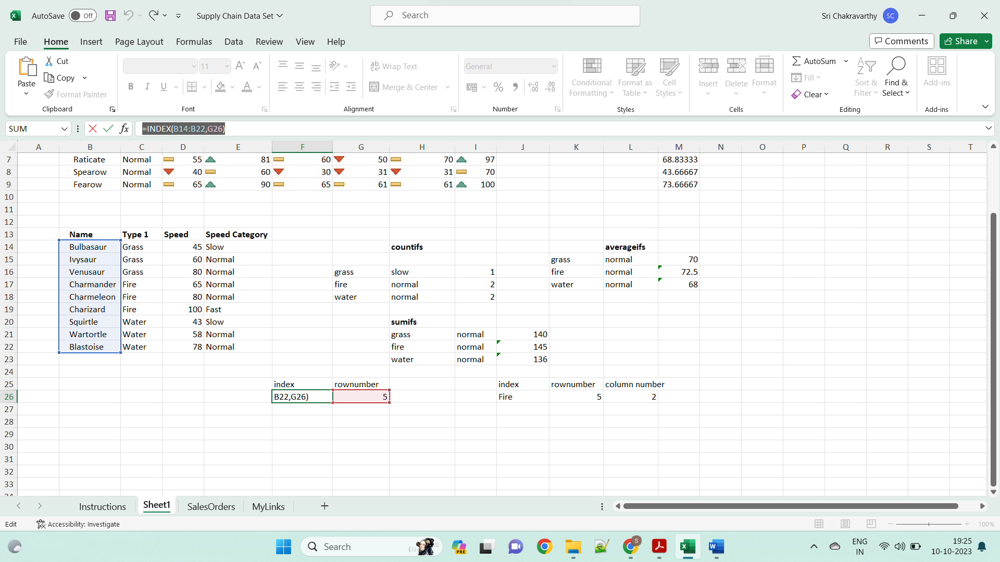 AutoSave Off Supply Chain Data Set Search Sri Chakravarthy SC
File Home Insert Page Layout Formulas Data Review View Help Comments Share
Paste Cut Copy Format Painter Clipboard
11 A A B I U A Font
ab Wrap Text Merge & Center Alignment
General % Number
Conditional Formatting Format as Table Cell Styles Styles
Insert Delete Format Cells
AutoSum Fill Clear Sort & Filter Find & Select Editing
Add-ins Add-ins
SUM fx =INDEX(B14:B22,G26)
A B C D E F G H I J K L M N O P Q R S T
7 Raticate Normal 55 81 60 50 70 97 68.83333
8 Spearow Normal 40 60 30 31 31 70 43.66667
9 Fearow Normal 65 90 65 61 61 100 73.66667
10
11
12
13 Name Type 1 Speed Speed Category
14 Bulbasaur Grass 45 Slow countifs averageifs
15 Ivysaur Grass 60 Normal grass normal 70
16 Venusaur Grass 80 Normal grass slow 1 fire normal 72.5
17 Charmander Fire 65 Normal fire normal 2 water normal 68
18 Charmeleon Fire 80 Normal water normal 2
19 Charizard Fire 100 Fast
20 Squirtle Water 43 Slow sumifs
21 Wartortle Water 58 Normal grass normal 140
22 Blastoise Water 78 Normal fire normal 145
23 water normal 136
24
25 index rownumber index rownumber column number
26 B22,G26) 5 Fire 5 2
27
28
29
30
31
32
33
Instructions Sheet1 SalesOrders MyLinks
Edit Accessibility: Investigate 100%
Search PRE S ENG 19:25
IN 10-10-2023